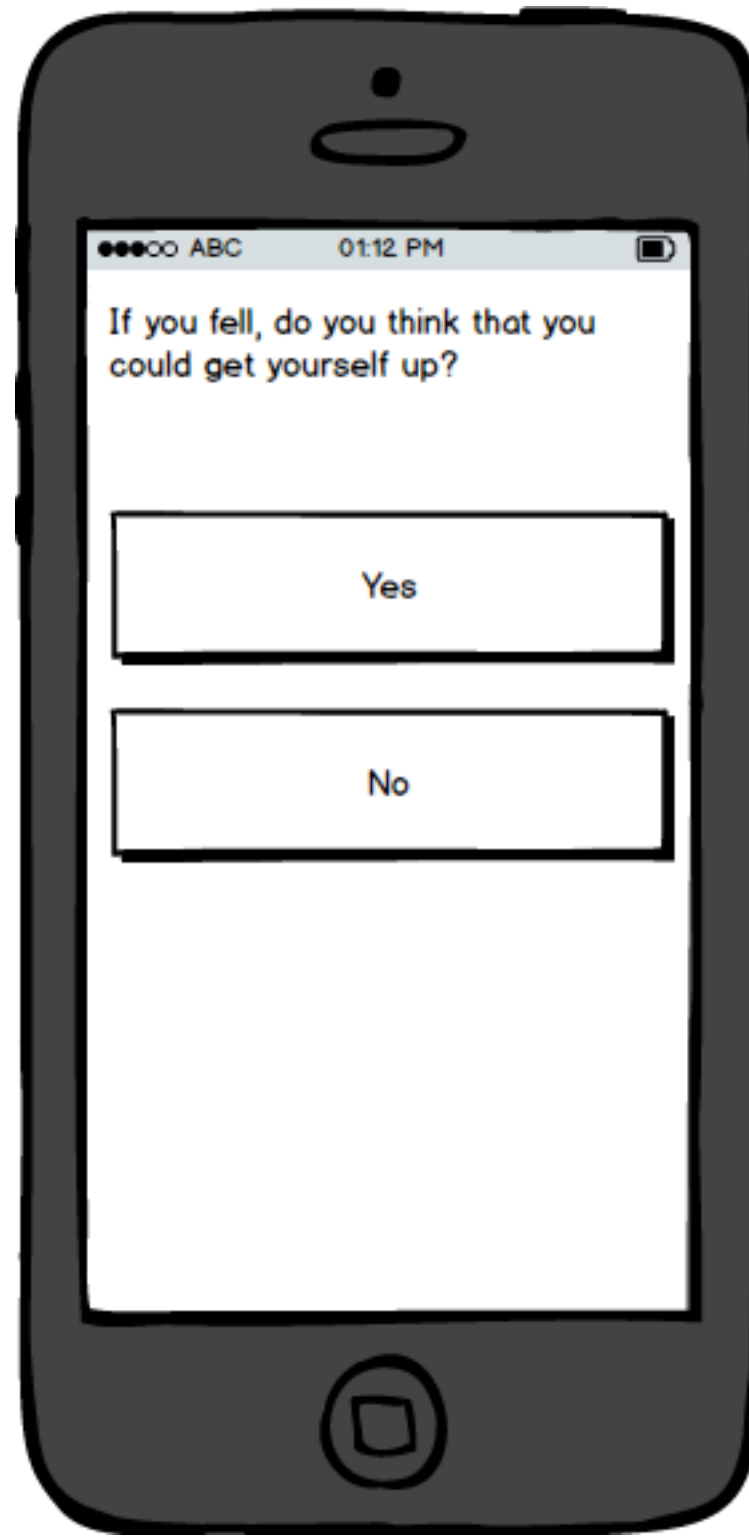 ABC 01:12 PM
If you fell, do you think that you
could get yourself up?
Yes
No